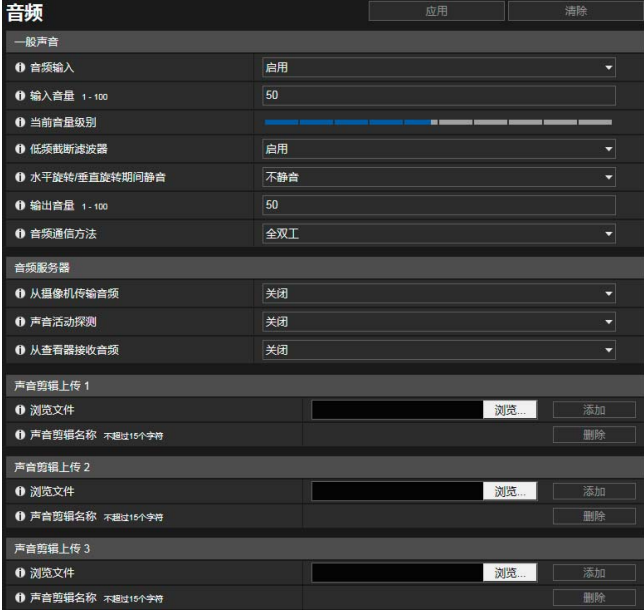 音频 应用 清除
一般声音
音频输入 启用
输入音量 1 - 100 50
当前音量级别
低频截断滤波器 启用
水平旋转/垂直旋转期间静音 不静音
输出音量 1 - 100 50
音频通信方法 全双工
音频服务器
从摄像机传输音频 关闭
声音活动探测 关闭
从查看器接收音频 关闭
声音剪辑上传 1
浏览文件 浏览... 添加
声音剪辑名称 不超过15个字符 删除
声音剪辑上传 2
浏览文件 浏览... 添加
声音剪辑名称 不超过15个字符 删除
声音剪辑上传 3
浏览文件 浏览... 添加
声音剪辑名称 不超过15个字符 删除